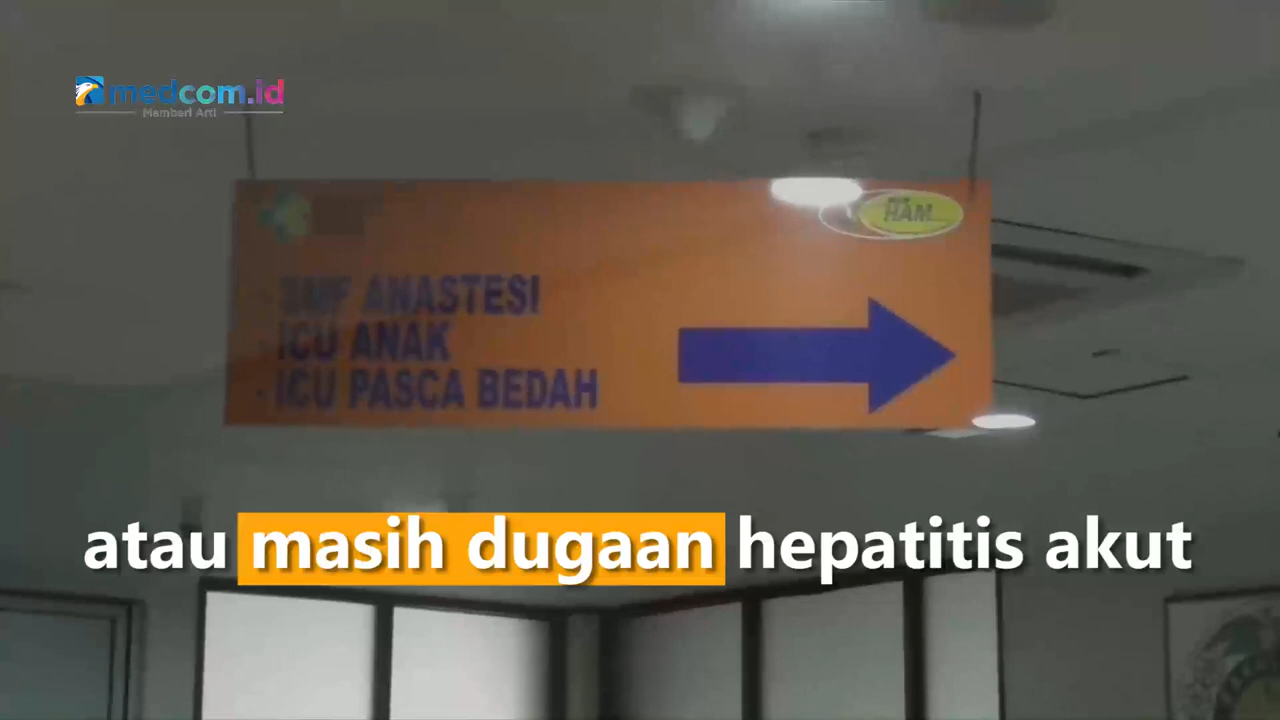 medcom.id
Memberi Arti
HAM
- SMF ANASTESI
- ICU ANAK
- ICU PASCA BEDAH
atau masih dugaan hepatitis akut